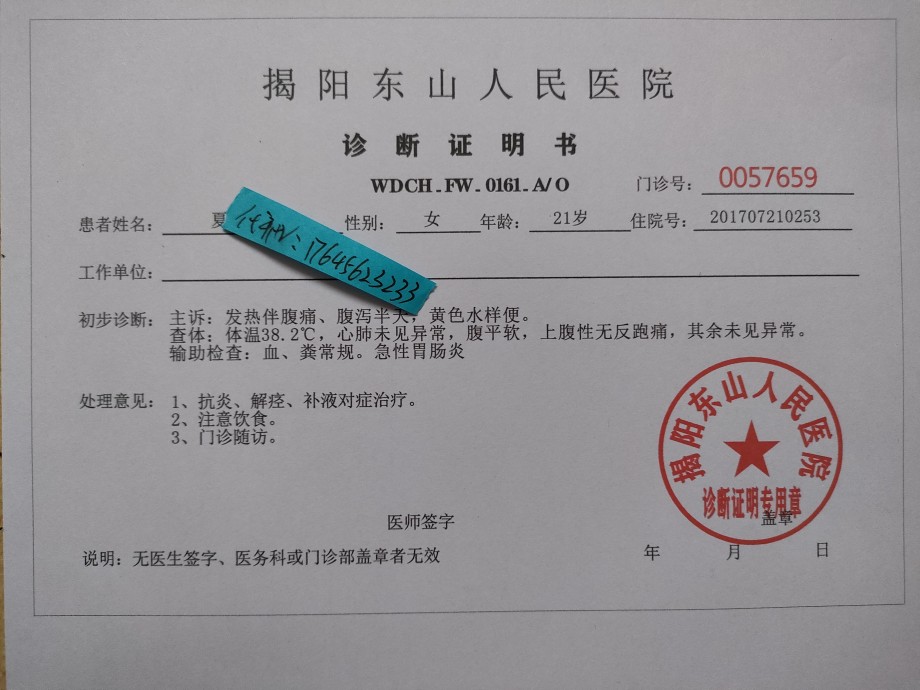 揭阳东山人民医院
诊断证明书
WDCH-FW-0161-A/O
门诊号: 0057659
患者姓名: 夏 性别: 女 年龄: 21岁 住院号: 201707210253
17645623233
工作单位:
初步诊断: 主诉: 发热伴腹痛、腹泻半天, 黄色水样便。
查体: 体温38.2℃, 心肺未见异常, 腹平软, 上腹性无反跑痛, 其余未见异常。
输助检查: 血、粪常规。急性胃肠炎
处理意见: 1、抗炎、解痉、补液对症治疗。
2、注意饮食。
3、门诊随访。
揭阳东山人民医院
诊断证明专用章
医师签字
盖章
说明: 无医生签字、医务科或门诊部盖章者无效
年 月 日